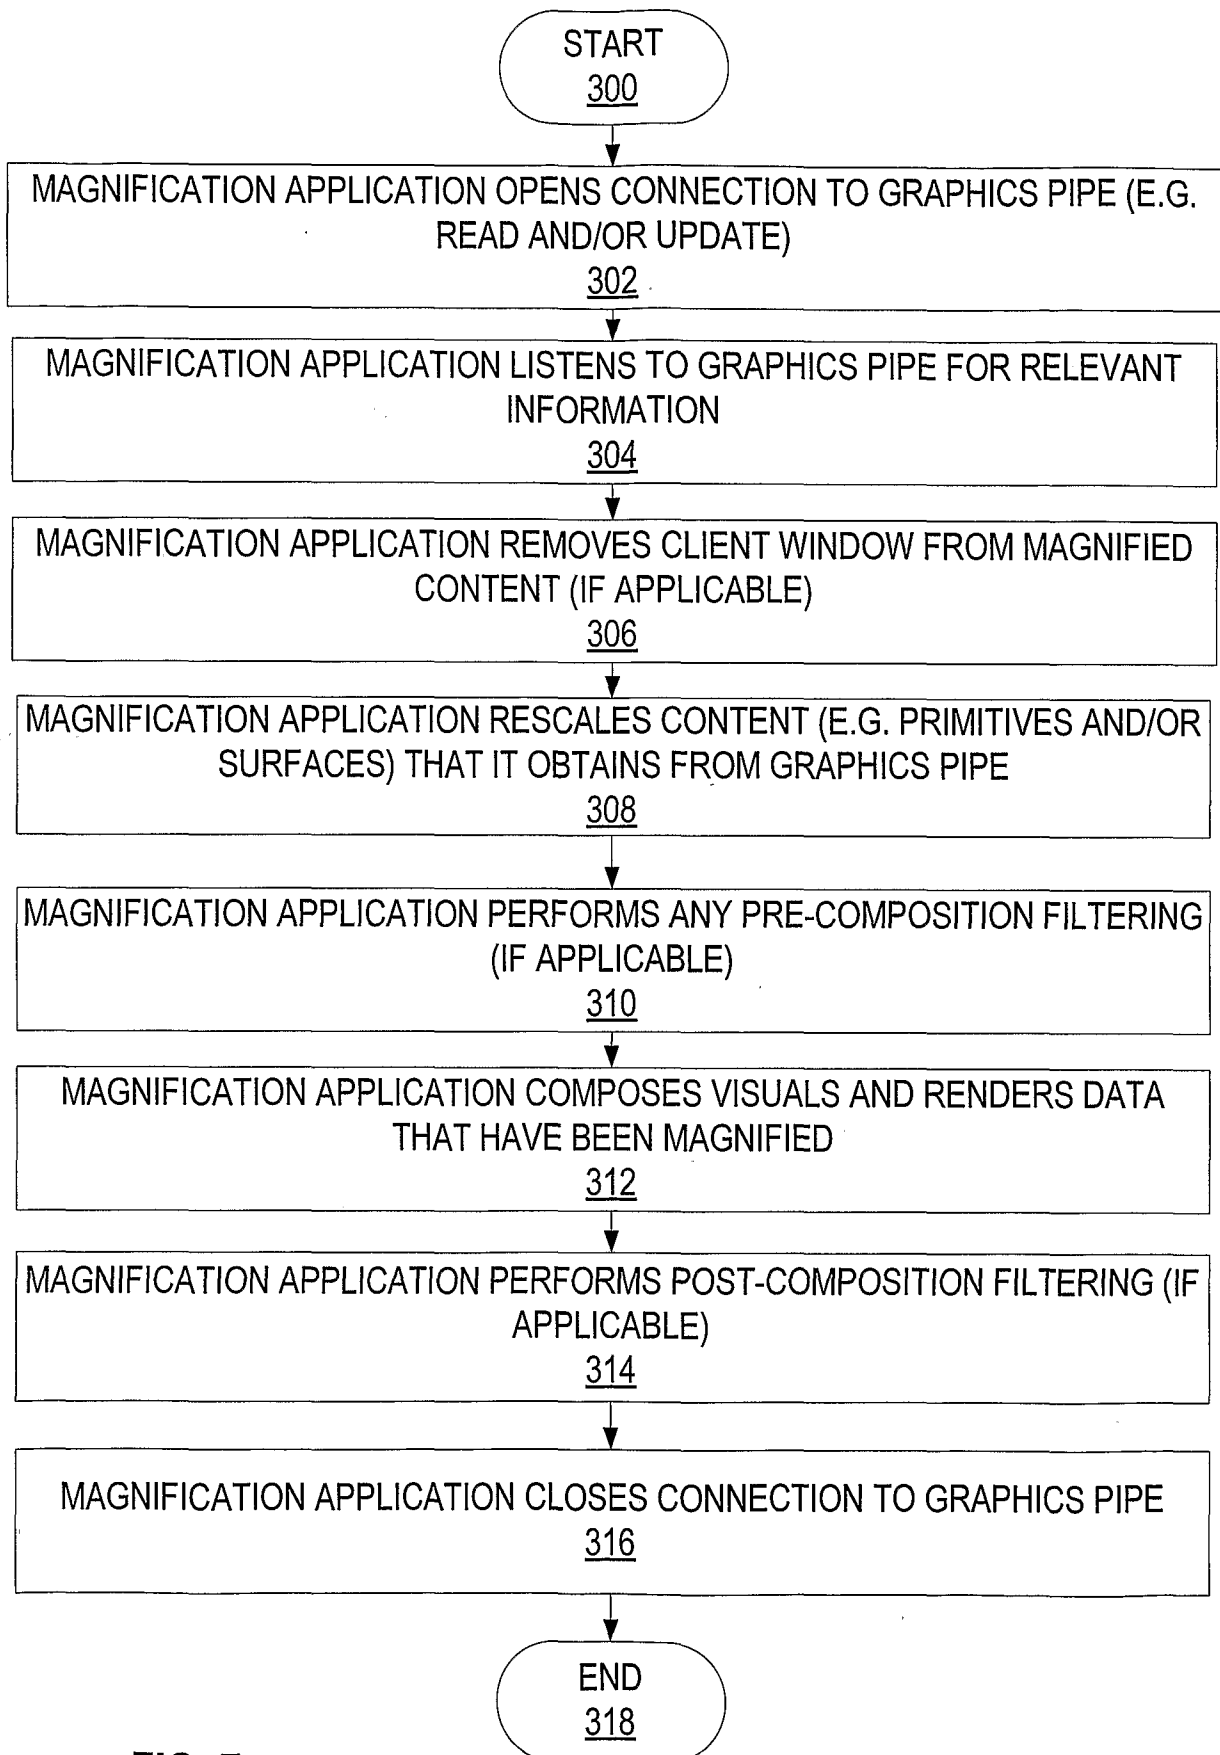 START
300
MAGNIFICATION APPLICATION OPENS CONNECTION TO GRAPHICS PIPE (E.G.
READ AND/OR UPDATE)
302
MAGNIFICATION APPLICATION LISTENS TO GRAPHICS PIPE FOR RELEVANT
INFORMATION
304
MAGNIFICATION APPLICATION REMOVES CLIENT WINDOW FROM MAGNIFIED
CONTENT (IF APPLICABLE)
306
MAGNIFICATION APPLICATION RESCALES CONTENT (E.G. PRIMITIVES AND/OR
SURFACES) THAT IT OBTAINS FROM GRAPHICS PIPE
308
MAGNIFICATION APPLICATION PERFORMS ANY PRE-COMPOSITION FILTERING
(IF APPLICABLE)
310
MAGNIFICATION APPLICATION COMPOSES VISUALS AND RENDERS DATA
THAT HAVE BEEN MAGNIFIED
312
MAGNIFICATION APPLICATION PERFORMS POST-COMPOSITION FILTERING (IF
APPLICABLE)
314
MAGNIFICATION APPLICATION CLOSES CONNECTION TO GRAPHICS PIPE
316
END
318